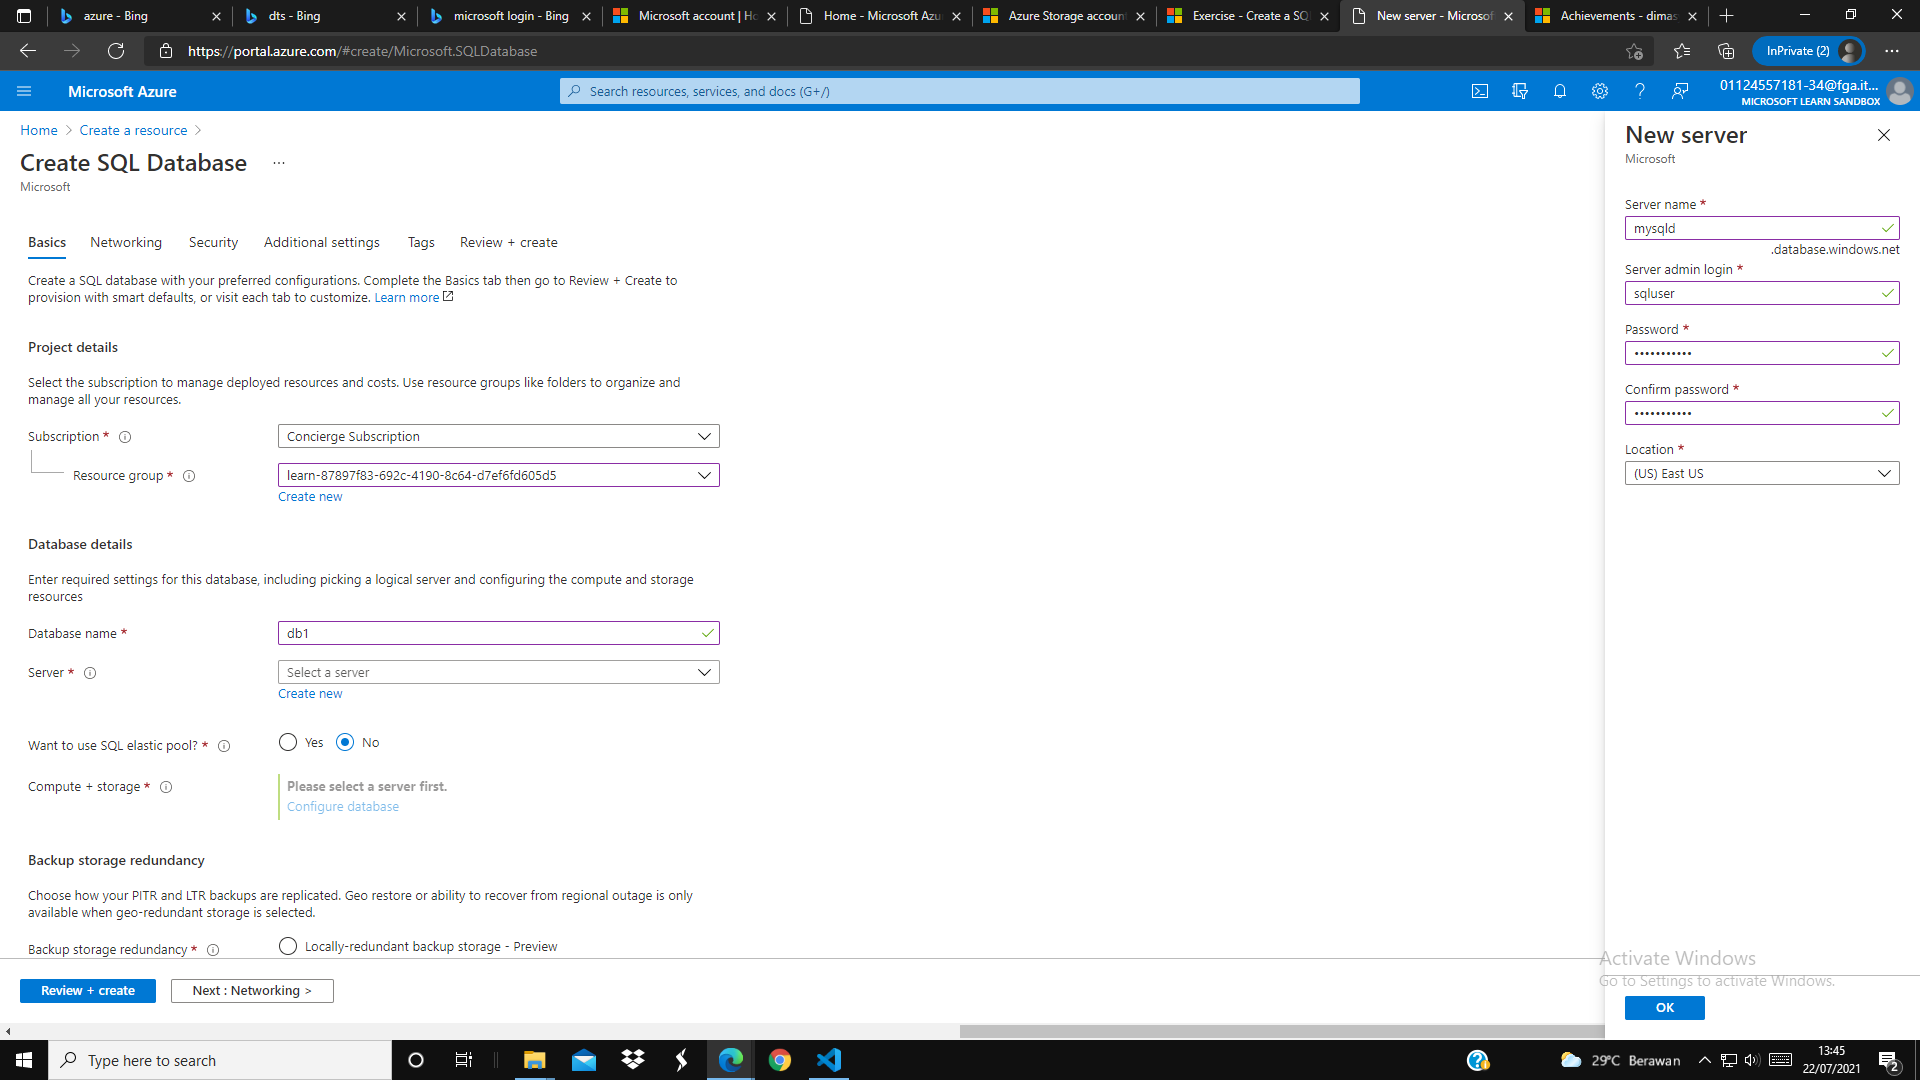 azure - Bing
dts - Bing
microsoft login - Bing
Microsoft account | Ho
Home - Microsoft Azu
Azure Storage account
Exercise - Create a SQL
New server - Microsof
Achievements - dimas
https://portal.azure.com/#create/Microsoft.SQLDatabase
InPrivate (2)
Microsoft Azure
Search resources, services, and docs (G+/)
01124557181-34@fga.it...
MICROSOFT LEARN SANDBOX
Home
Create a resource
Create SQL Database
Microsoft
Basics
Networking
Security
Additional settings
Tags
Review + create
Create a SQL database with your preferred configurations. Complete the Basics tab then go to Review + Create to
provision with smart defaults, or visit each tab to customize. Learn more
Project details
Select the subscription to manage deployed resources and costs. Use resource groups like folders to organize and
manage all your resources.
Subscription *
Concierge Subscription
Resource group *
learn-87897f83-692c-4190-8c64-d7ef6fd605d5
Create new
Database details
Enter required settings for this database, including picking a logical server and configuring the compute and storage
resources
Database name *
db1
Server *
Select a server
Create new
Want to use SQL elastic pool? *
Yes
No
Compute + storage *
Please select a server first.
Configure database
Backup storage redundancy
Choose how your PITR and LTR backups are replicated. Geo restore or ability to recover from regional outage is only
available when geo-redundant storage is selected.
Backup storage redundancy *
Locally-redundant backup storage - Preview
Review + create
Next : Networking >
New server
Microsoft
Server name *
mysqld
.database.windows.net
Server admin login *
sqluser
Password *
•••••••••••
Confirm password *
•••••••••••
Location *
(US) East US
Activate Windows
Go to Settings to activate Windows.
OK
Type here to search
29°C Berawan
13:45
22/07/2021
2